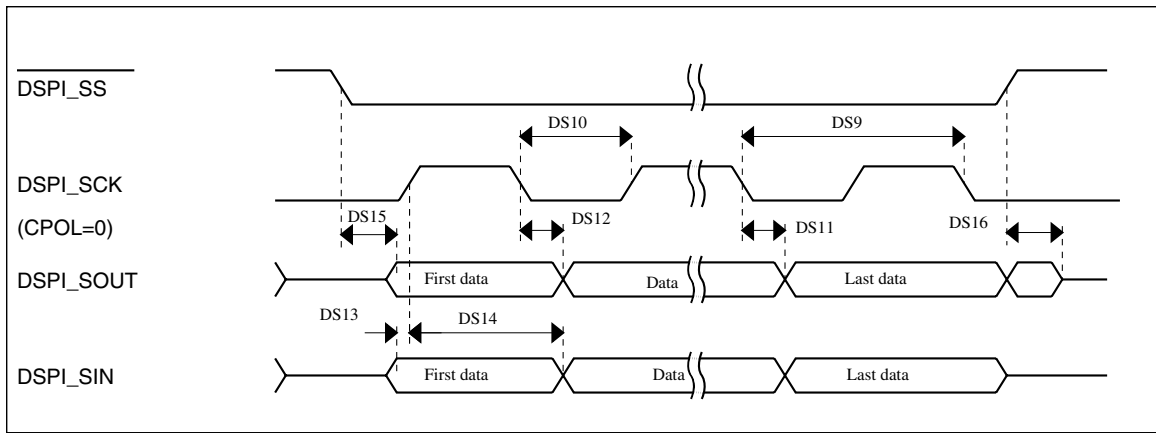 DSPI_SS
DS10
DS9
DSPI_SCK
(CPOL=0)
DS15
DS12
DS11
DS16
DSPI_SOUT
First data
Data
Last data
DS13
DS14
DSPI_SIN
First data
Data
Last data